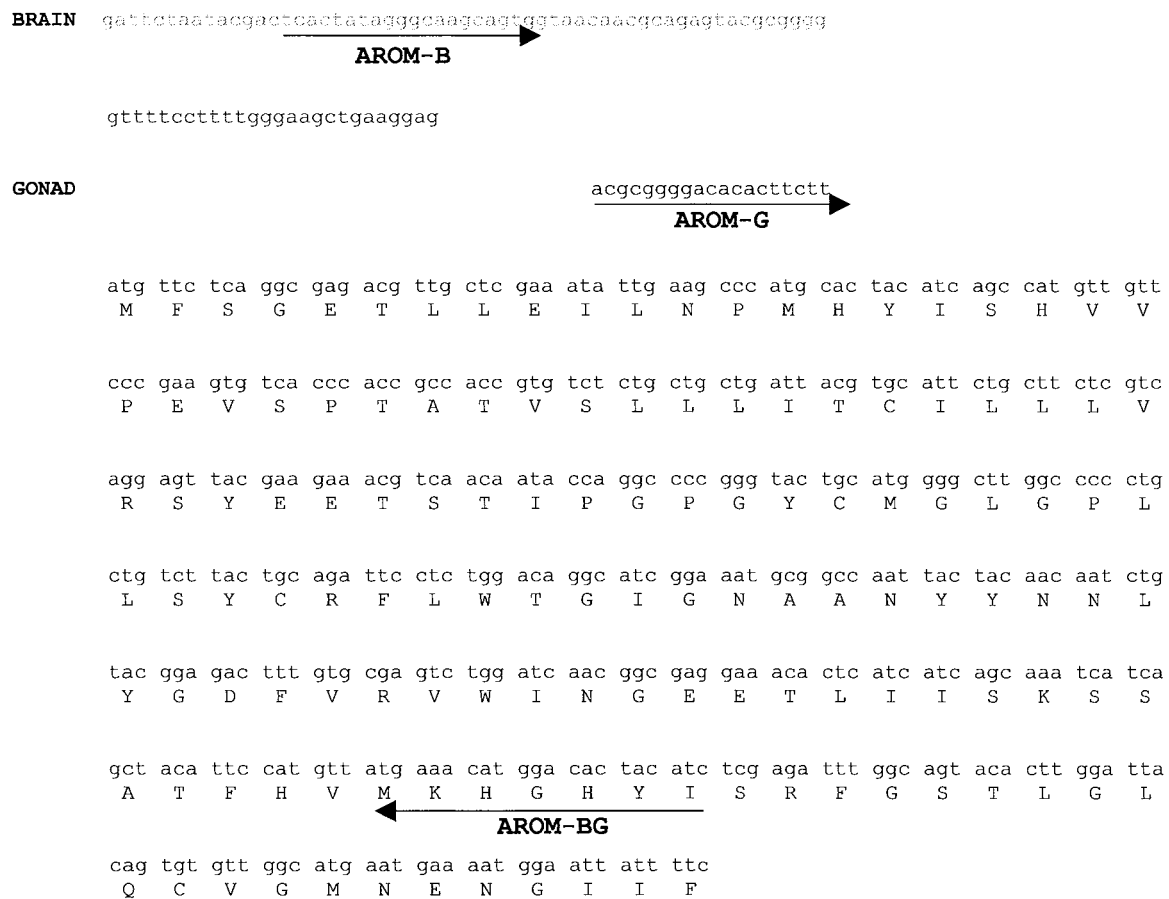 BRAIN gattctaatacgactcactatagggcaagcagtggtaacaacgcagagtacgcgggg
AROM-B
gttttccttttgggaagctgaaggag
GONAD acgcggggacacacttctt
AROM-G
atg ttc tca ggc gag acg ttg ctc gaa ata ttg aag ccc atg cac tac atc agc cat gtt gtt
M F S G E T L L E I L N P M H Y I S H V V
ccc gaa gtg tca ccc acc gcc acc gtg tct ctg ctg ctg att acg tgc att ctg ctt ctc gtc
P E V S P T A T V S L L L I T C I L L L V
agg agt tac gaa gaa acg tca aca ata cca ggc ccc ggg tac tgc atg ggg ctt ggc ccc ctg
R S Y E E T S T I P G P G Y C M G L G P L
ctg tct tac tgc aga ttc ctc tgg aca ggc atc gga aat gcg gcc aat tac tac aac aat ctg
L S Y C R F L W T G I G N A A N Y Y N N L
tac gga gac ttt gtg cga gtc tgg atc aac ggc gag gaa aca ctc atc atc agc aaa tca tca
Y G D F V R V W I N G E E T L I I S K S S
gct aca ttc cat gtt atg aaa cat gga cac tac atc tcg aga ttt ggc agt aca ctt gga tta
A T F H V M K H G H Y I S R F G S T L G L
AROM-BG
cag tgt gtt ggc atg aat gaa aat gga att att ttc
Q C V G M N E N G I I F